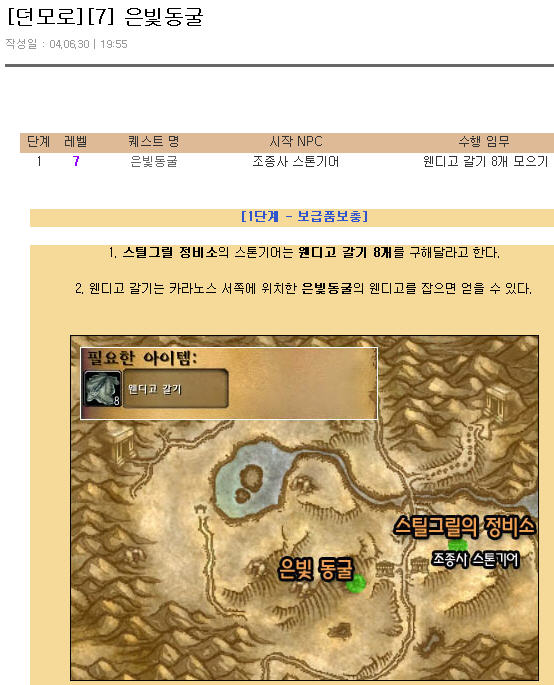 [던모로][7] 은빛동굴
작성일 : 04.06.30 | 19:55
단계 레벨 퀘스트 명 시작 NPC 수행 임무
1 7 은빛동굴 조종사 스톤기어 웬디고 갈기 8개 모으기
[1단계 - 보급품보충]
1. 스틸그릴 정비소의 스톤기어는 웬디고 갈기 8개를 구해달라고 한다.
2. 웬디고 갈기는 카라노스 서쪽에 위치한 은빛동굴의 웬디고를 잡으면 얻을 수 있다.
필요한 아이템:
웬디고 갈기
8
스틸그릴의 정비소
조종사 스톤기어
은빛 동굴